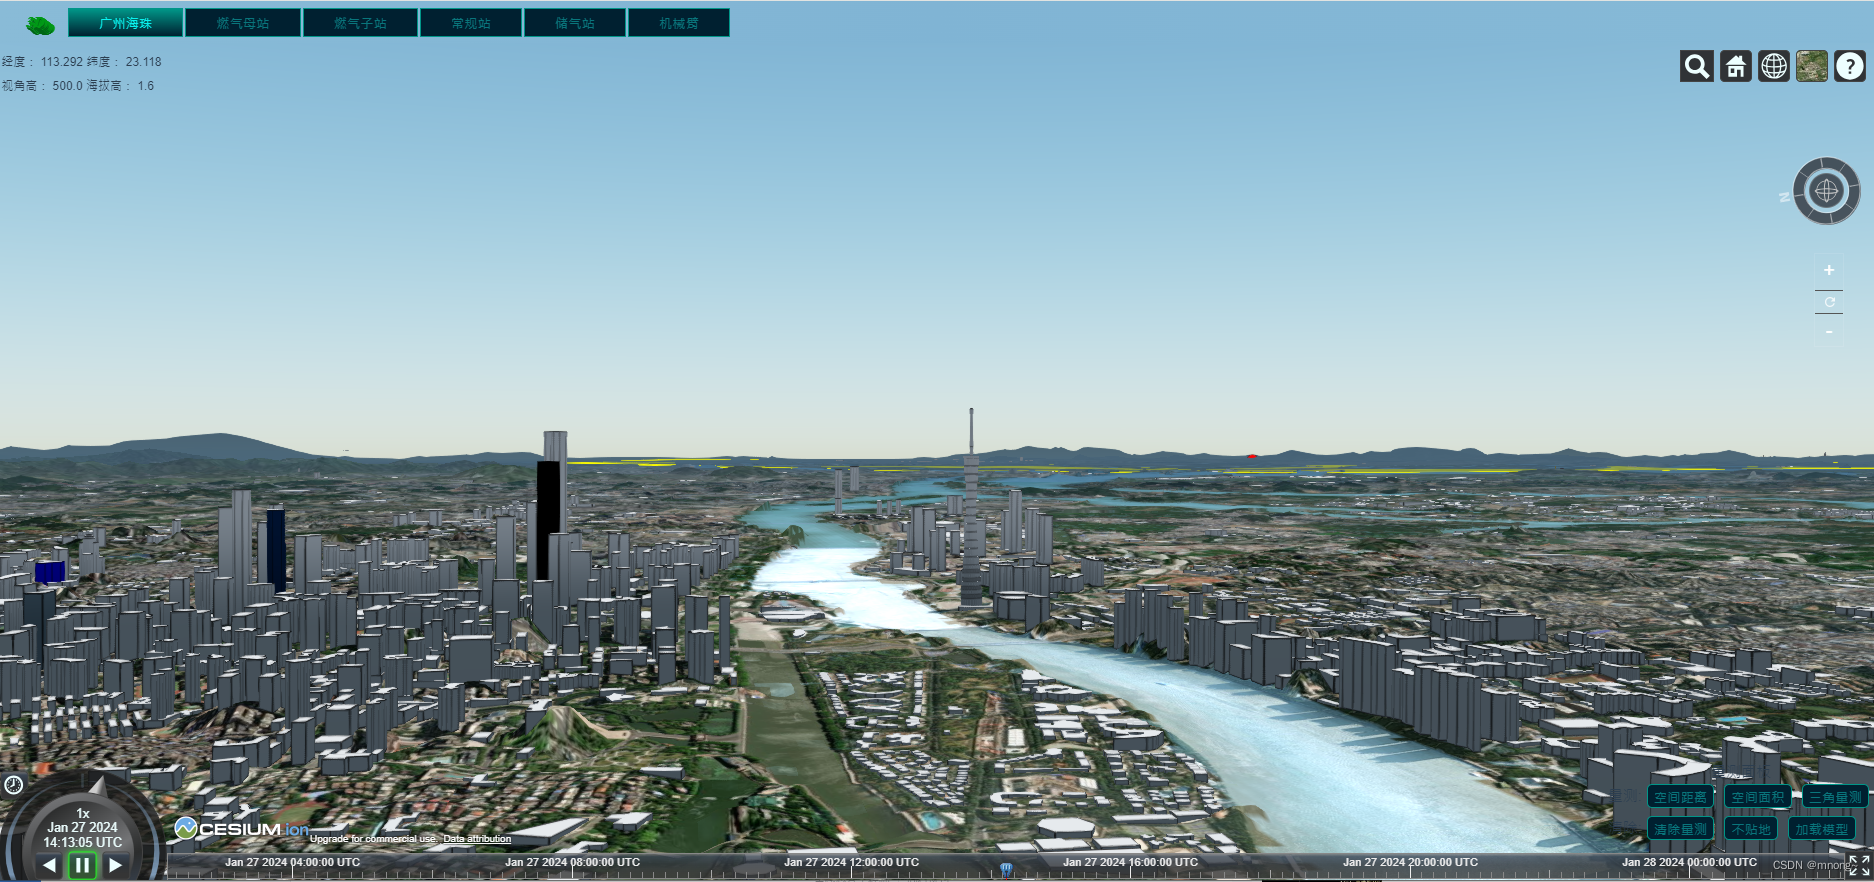 广州海珠 燃气母站 燃气子站 常规站 储气站 机械臂
经度： 113.292 纬度： 23.118
视角高： 500.0 海拔高： 1.6
?
N
+
-
空间距离 空间面积 三角量测
清除量测 不贴地 加载模型
1x
Jan 27 2024
14:13:05 UTC
CESIUM ion Upgrade for commercial use. Data attribution
Jan 27 2024 04:00:00 UTC Jan 27 2024 08:00:00 UTC Jan 27 2024 12:00:00 UTC Jan 27 2024 16:00:00 UTC Jan 27 2024 20:00:00 UTC Jan 28 2024 00:00:00 UTC
CSDN @mnong